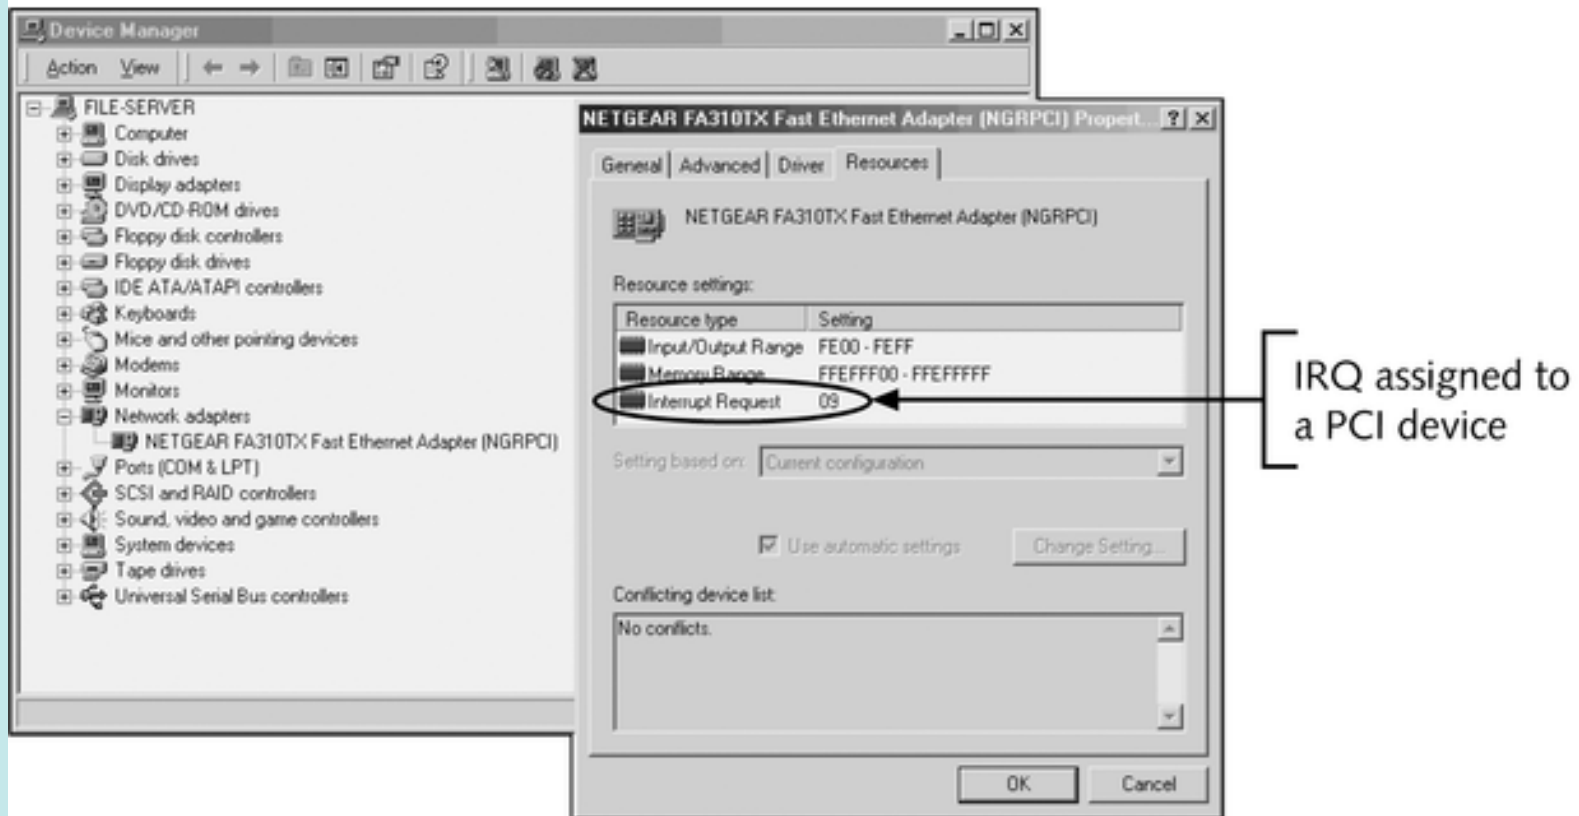 Device Manager
Action View
FILE-SERVER
Computer
Disk drives
Display adapters
DVD/CD-ROM drives
Floppy disk controllers
Floppy disk drives
IDE ATA/ATAPI controllers
Keyboards
Mice and other pointing devices
Modems
Monitors
Network adapters
NETGEAR FA310TX Fast Ethernet Adapter (NGRPCI)
Ports (COM & LPT)
SCSI and RAID controllers
Sound, video and game controllers
System devices
Tape drives
Universal Serial Bus controllers
NETGEAR FA310TX Fast Ethernet Adapter (NGRPCI) Propert...
General Advanced Driver Resources
NETGEAR FA310TX Fast Ethernet Adapter (NGRPCI)
Resource settings:
Resource type Setting
Input/Output Range FE00 - FEFF
Memory Range FFEFFF00 - FFEFFFFF
Interrupt Request 09
Setting based on: Current configuration
Use automatic settings Change Setting...
Conflicting device list:
No conflicts.
OK Cancel
IRQ assigned to
a PCI device